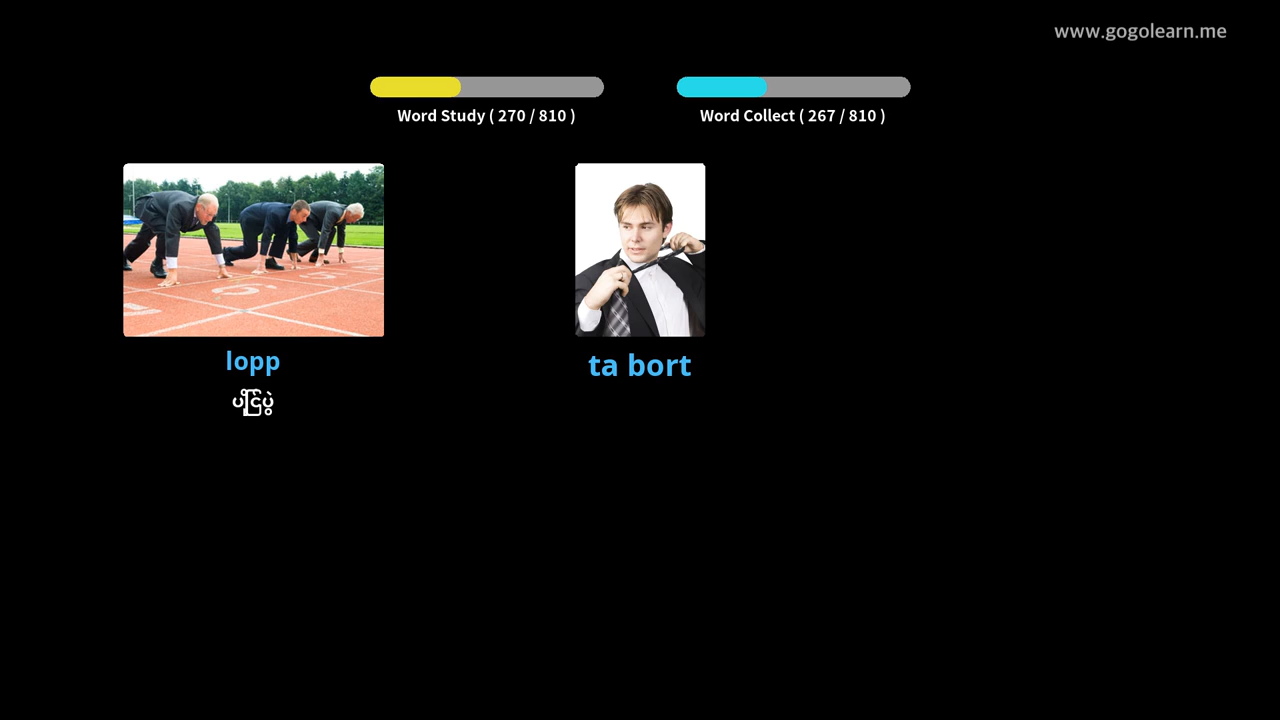 www.gogolearn.me
Word Study ( 270 / 810 )
Word Collect ( 267 / 810 )
lopp
ပြိုင်ပွဲ
ta bort